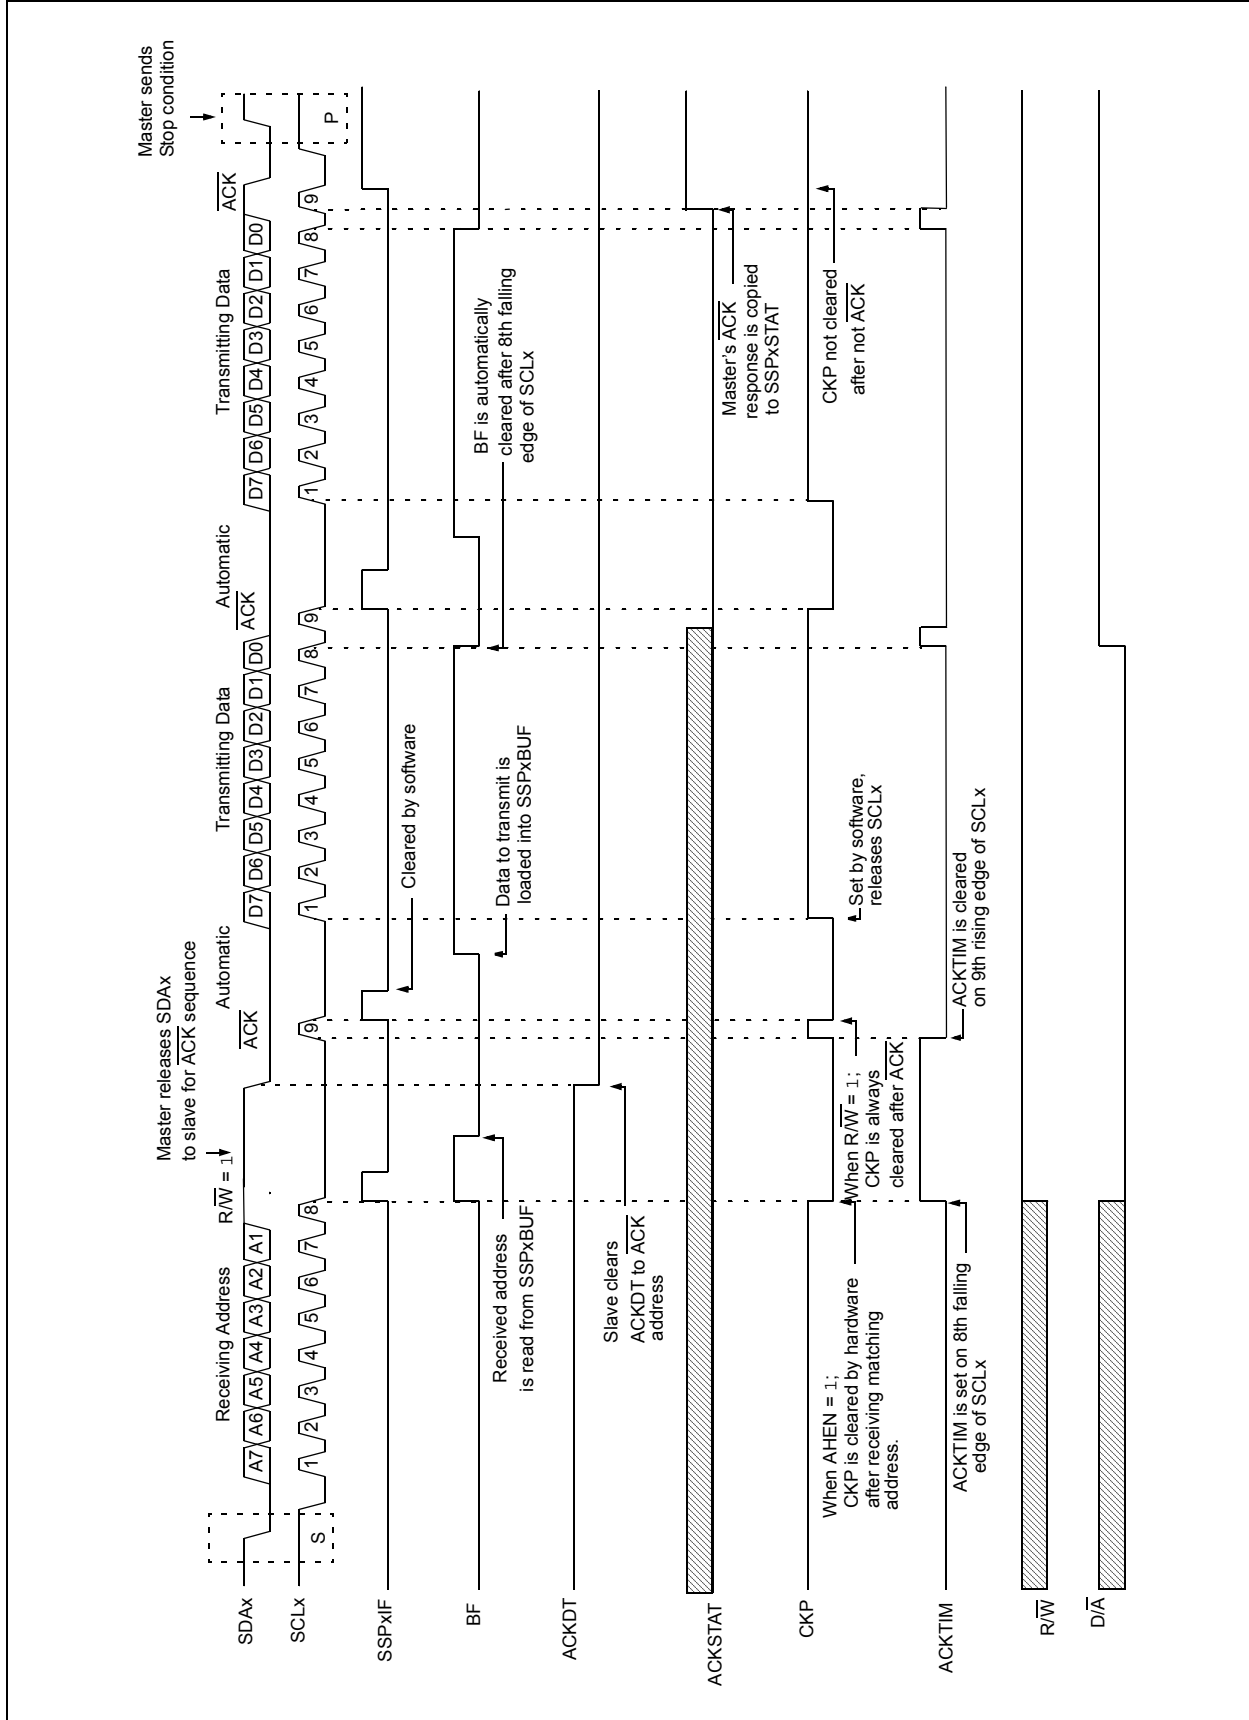 Master releases SDAx
to slave for ACK sequence
Master sends
Stop condition
Receiving Address
R/W = 1
Automatic
Transmitting Data
Automatic
Transmitting Data
ACK
ACK
ACK
SDAx
A7 A6 A5 A4 A3 A2 A1
D7 D6 D5 D4 D3 D2 D1 D0
D7 D6 D5 D4 D3 D2 D1 D0
SCLx
S
1 2 3 4 5 6 7 8 9
1 2 3 4 5 6 7 8 9
1 2 3 4 5 6 7 8 9
P
SSPxIF
Cleared by software
BF
Received address
is read from SSPxBUF
Data to transmit is
loaded into SSPxBUF
BF is automatically
cleared after 8th falling
edge of SCLx
ACKDT
Slave clears
ACKDT to ACK
address
ACKSTAT
Master's ACK
response is copied
to SSPxSTAT
CKP
When AHEN = 1;
CKP is cleared by hardware
after receiving matching
address.
When R/W = 1;
CKP is always
cleared after ACK
Set by software,
releases SCLx
CKP not cleared
after not ACK
ACKTIM
ACKTIM is set on 8th falling
edge of SCLx
ACKTIM is cleared
on 9th rising edge of SCLx
R/W
D/A